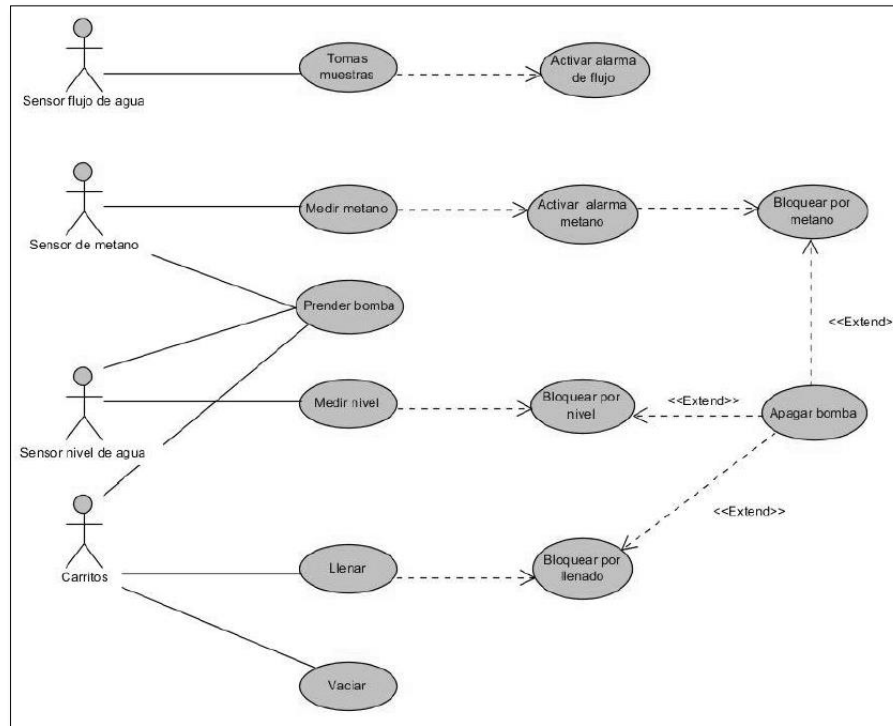 Tomas
muestras
Activar alarma
de flujo
Sensor flujo de agua
Medir metano
Activar alarma
metano
Bloquear por
metano
Sensor de metano
Prender bomba
<<Extend>
Medir nivel
Bloquear por
nivel
<<Extend>>
Apagar bomba
Sensor nivel de agua
<<Extend>>
Llenar
Bloquear por
llenado
Carritos
Vaciar